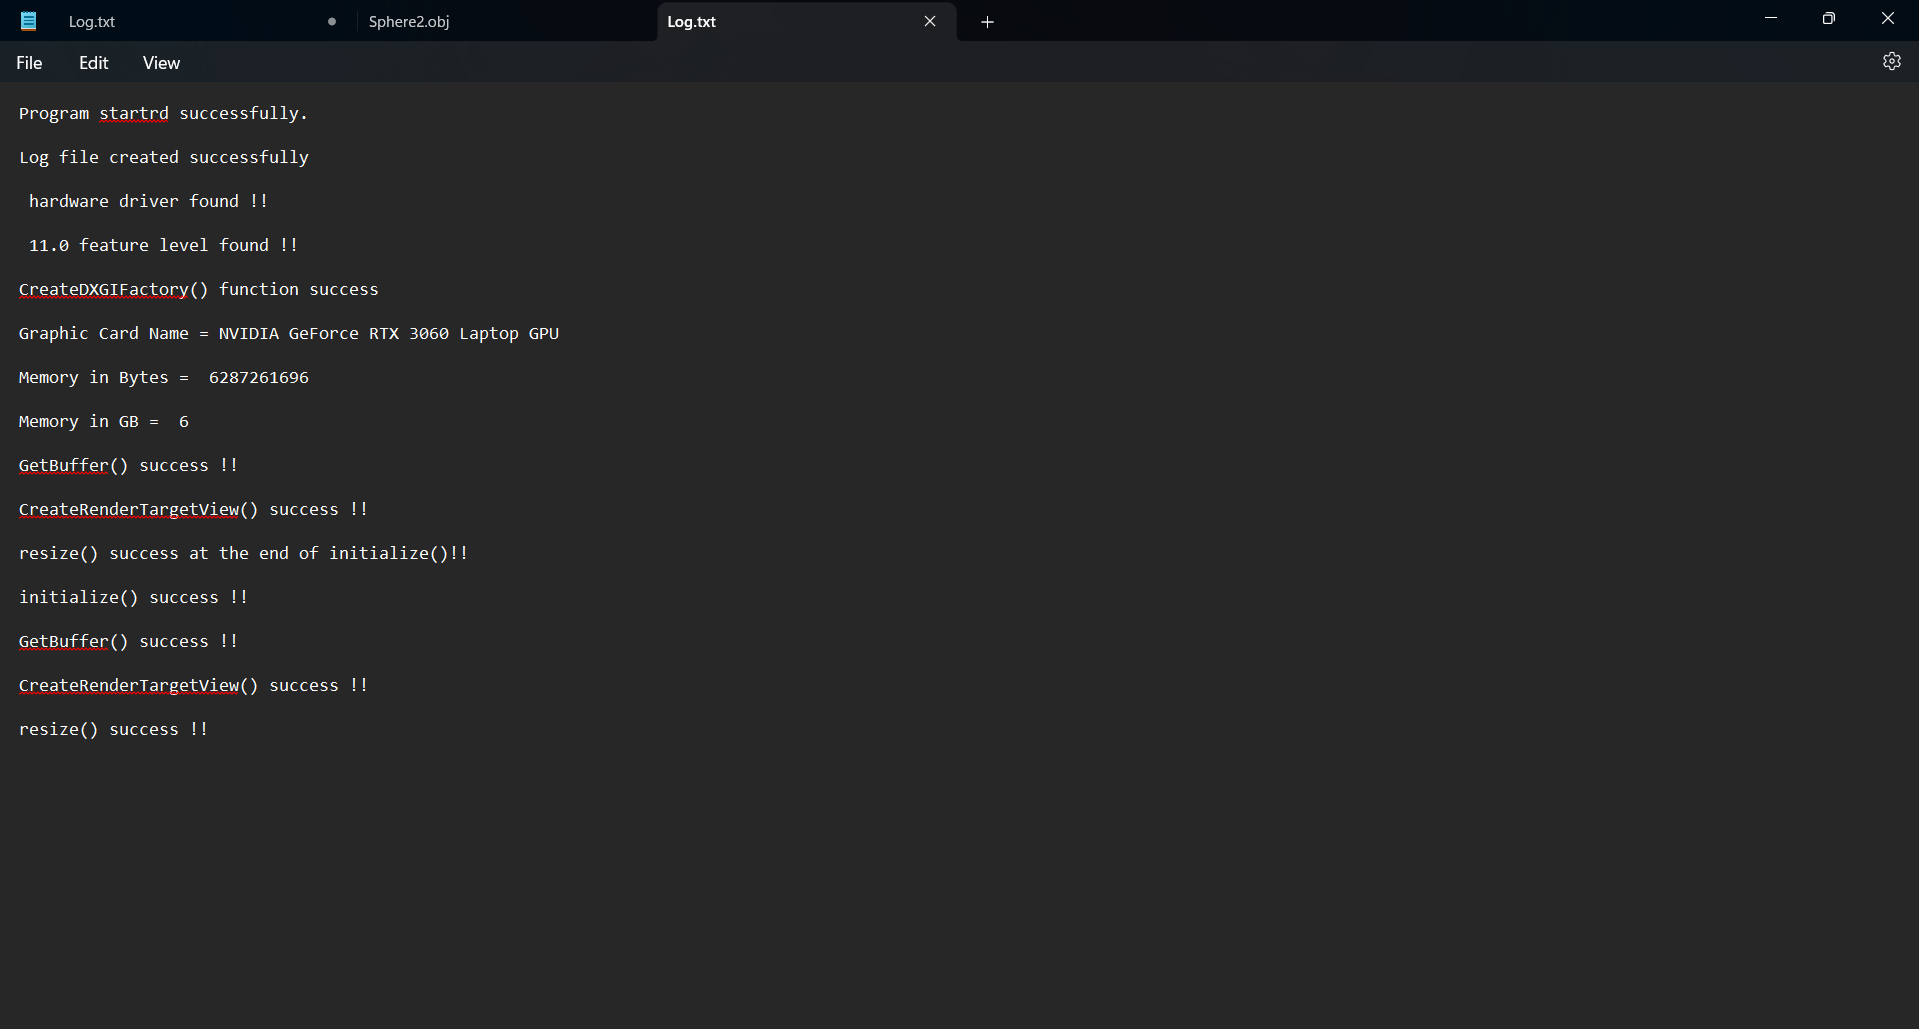 Log.txt
Sphere2.obj
Log.txt
File Edit View
Program startrd successfully.
Log file created successfully
hardware driver found !!
11.0 feature level found !!
CreateDXGIFactory() function success
Graphic Card Name = NVIDIA GeForce RTX 3060 Laptop GPU
Memory in Bytes =  6287261696
Memory in GB =  6
GetBuffer() success !!
CreateRenderTargetView() success !!
resize() success at the end of initialize()!!
initialize() success !!
GetBuffer() success !!
CreateRenderTargetView() success !!
resize() success !!